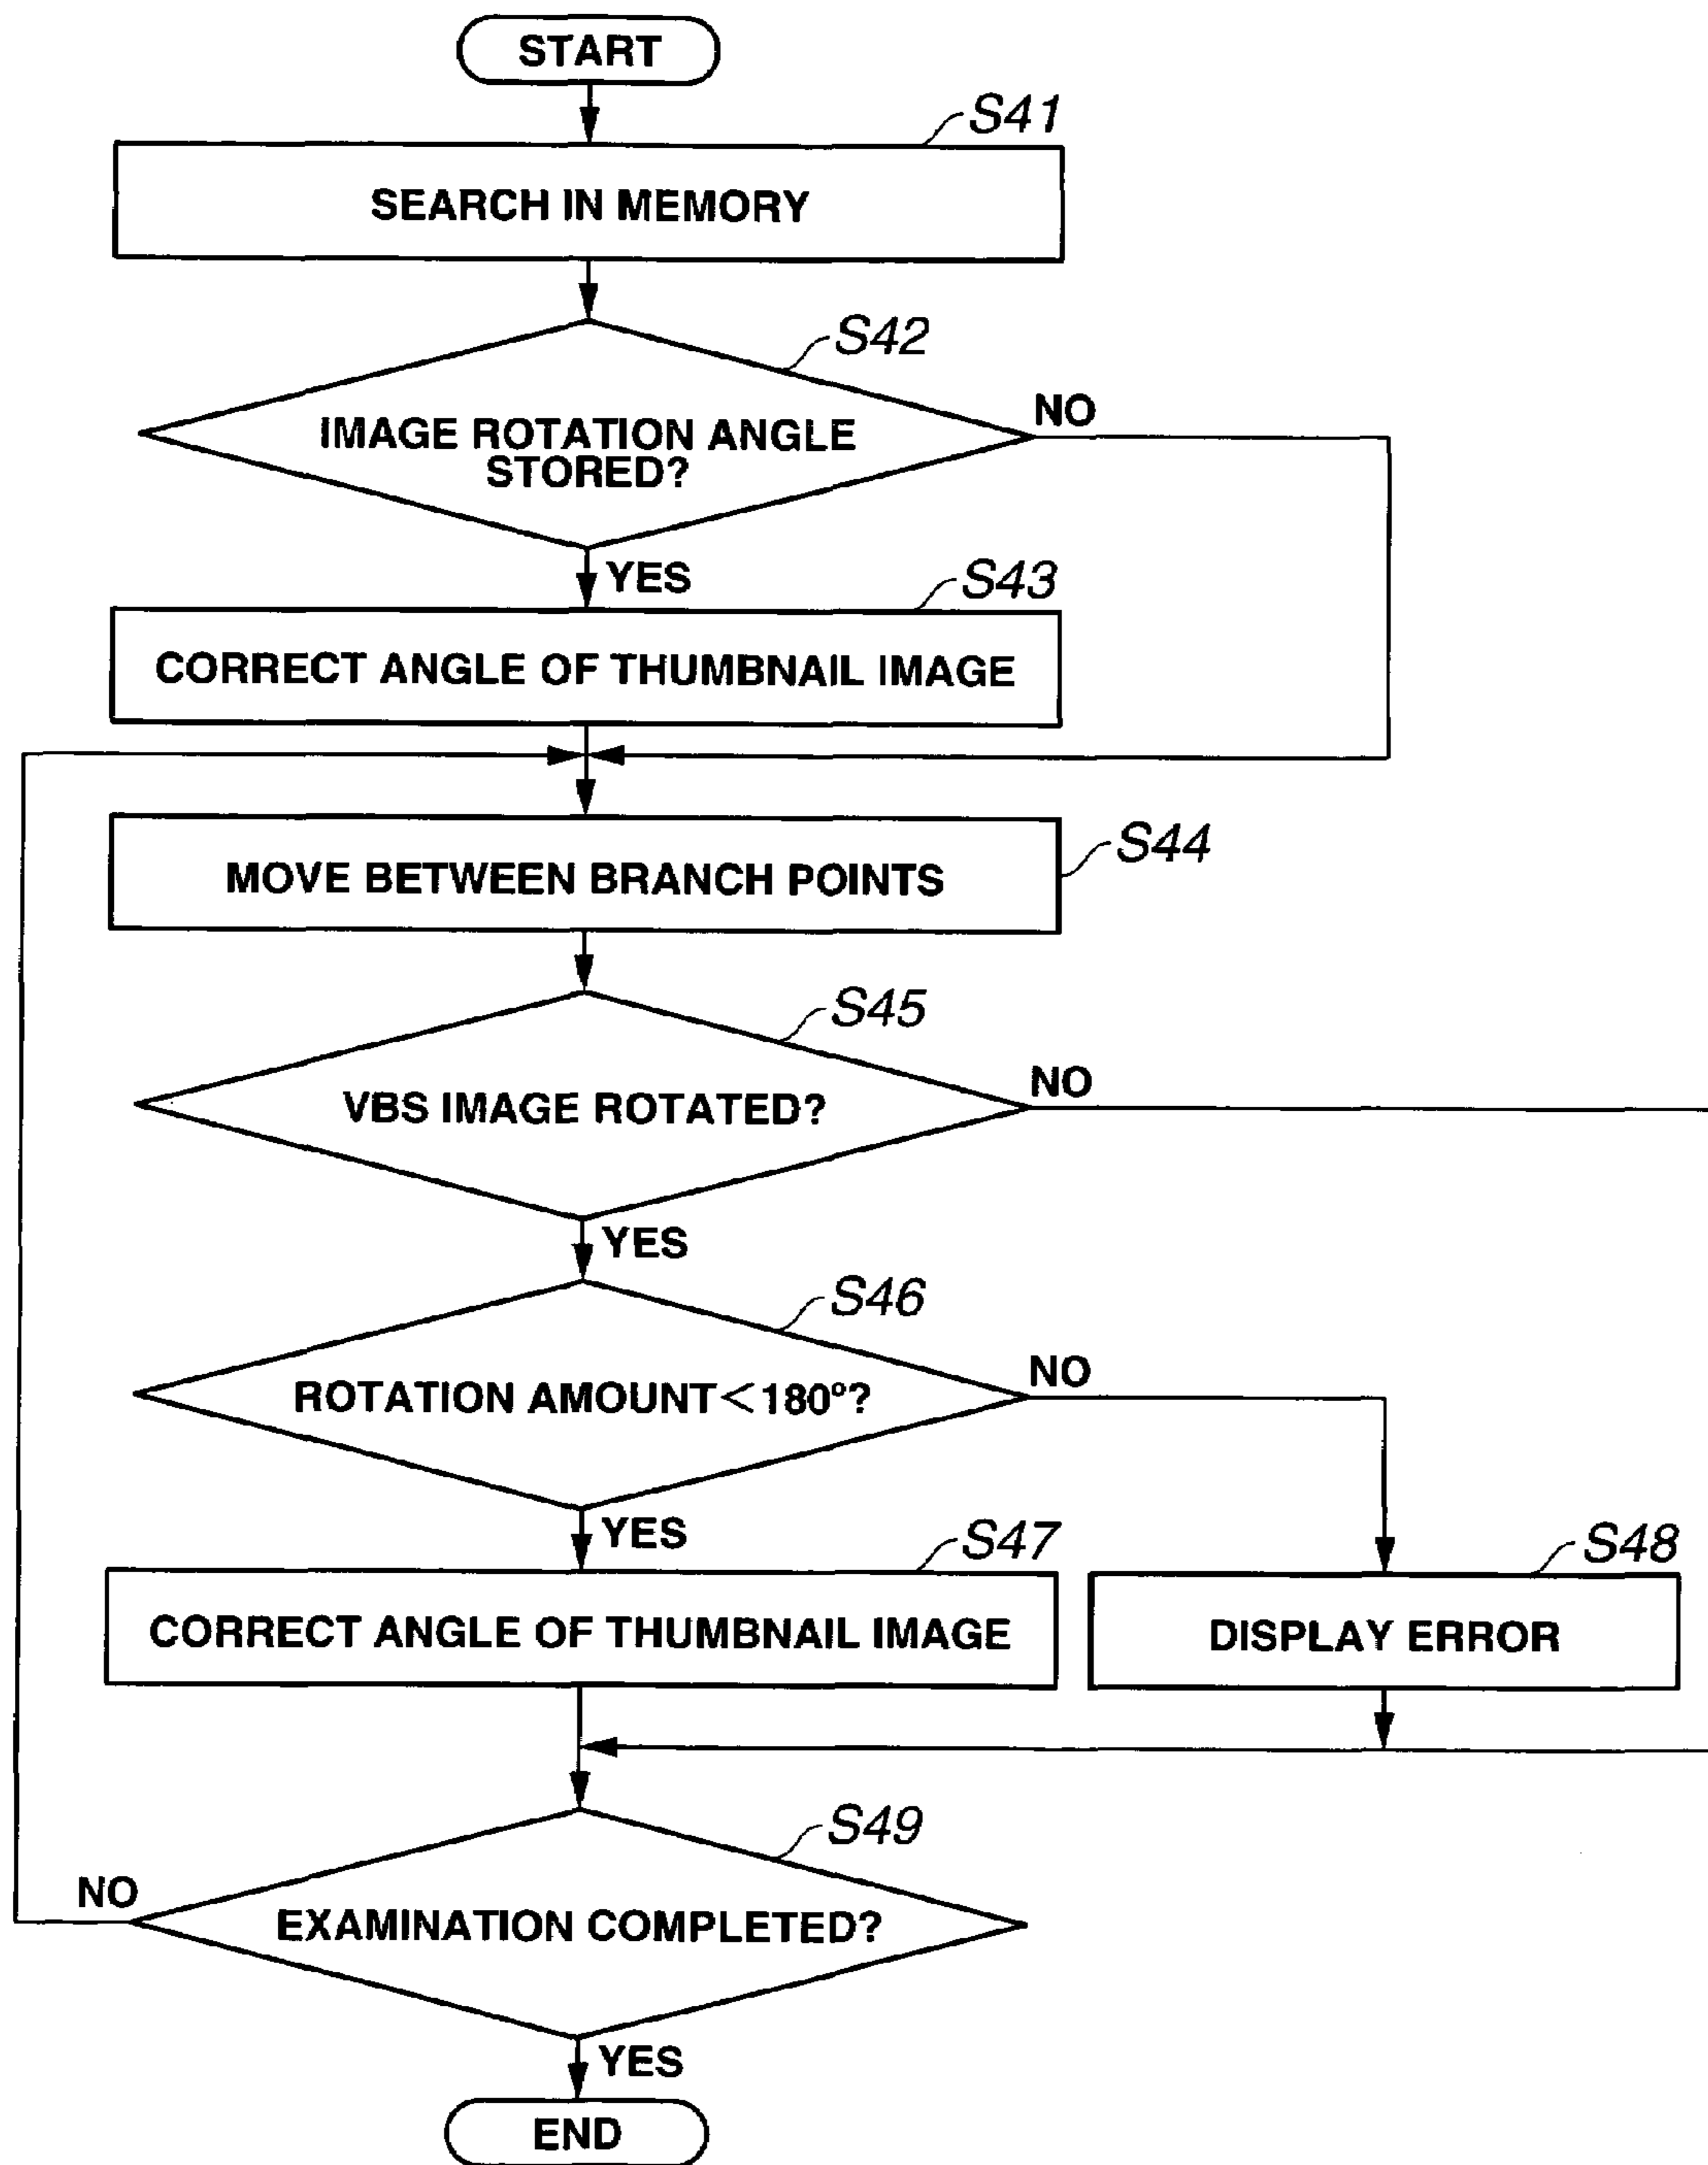 START
S41
SEARCH IN MEMORY
S42
IMAGE ROTATION ANGLE
STORED?
NO
YES
S43
CORRECT ANGLE OF THUMBNAIL IMAGE
MOVE BETWEEN BRANCH POINTS
S44
S45
VBS IMAGE ROTATED?
NO
YES
S46
ROTATION AMOUNT<180°?
NO
YES
S47
CORRECT ANGLE OF THUMBNAIL IMAGE
S48
DISPLAY ERROR
S49
NO
EXAMINATION COMPLETED?
YES
END